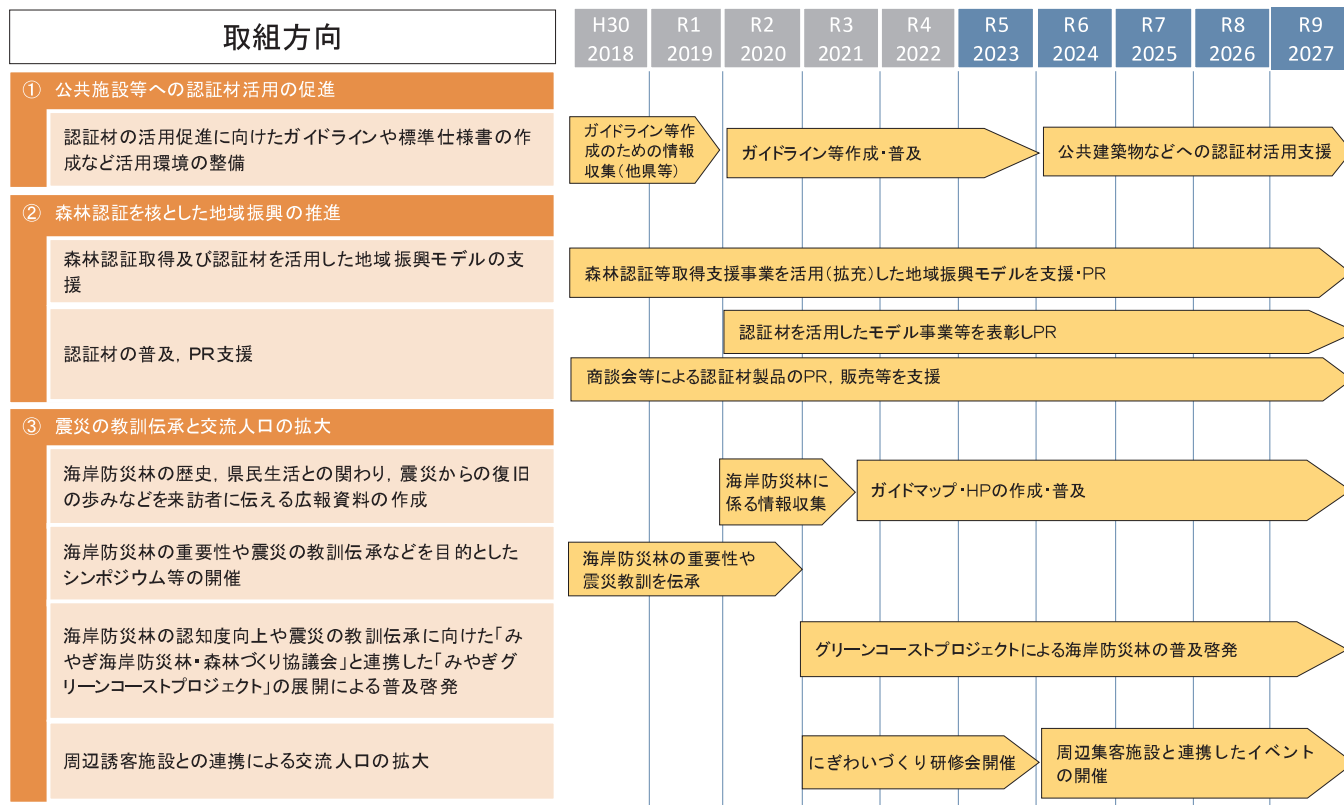 取組方向
H30 R1 R2 R3 R4 R5 R6 R7 R8 R9
2018 2019 2020 2021 2022 2023 2024 2025 2026 2027
① 公共施設等への認証材活用の促進
認証材の活用促進に向けたガイドラインや標準仕様書の作
成など活用環境の整備
ガイドライン等作
成のための情報
収集(他県等)
ガイドライン等作成・普及
公共建築物などへの認証材活用支援
② 森林認証を核とした地域振興の推進
森林認証取得及び認証材を活用した地域振興モデルの支
援
森林認証等取得支援事業を活用(拡充)した地域振興モデルを支援・PR
認証材の普及, PR支援
認証材を活用したモデル事業等を表彰しPR
商談会等による認証材製品のPR, 販売等を支援
③ 震災の教訓伝承と交流人口の拡大
海岸防災林の歴史, 県民生活との関わり, 震災からの復旧
の歩みなどを来訪者に伝える広報資料の作成
海岸防災林に
係る情報収集
ガイドマップ・HPの作成・普及
海岸防災林の重要性や震災の教訓伝承などを目的とした
シンポジウム等の開催
海岸防災林の重要性や
震災教訓を伝承
海岸防災林の認知度向上や震災の教訓伝承に向けた「み
やぎ海岸防災林・森林づくり協議会」と連携した「みやぎグ
リーンコーストプロジェクト」の展開による普及啓発
グリーンコーストプロジェクトによる海岸防災林の普及啓発
周辺誘客施設との連携による交流人口の拡大
にぎわいづくり研修会開催
周辺集客施設と連携したイベント
の開催